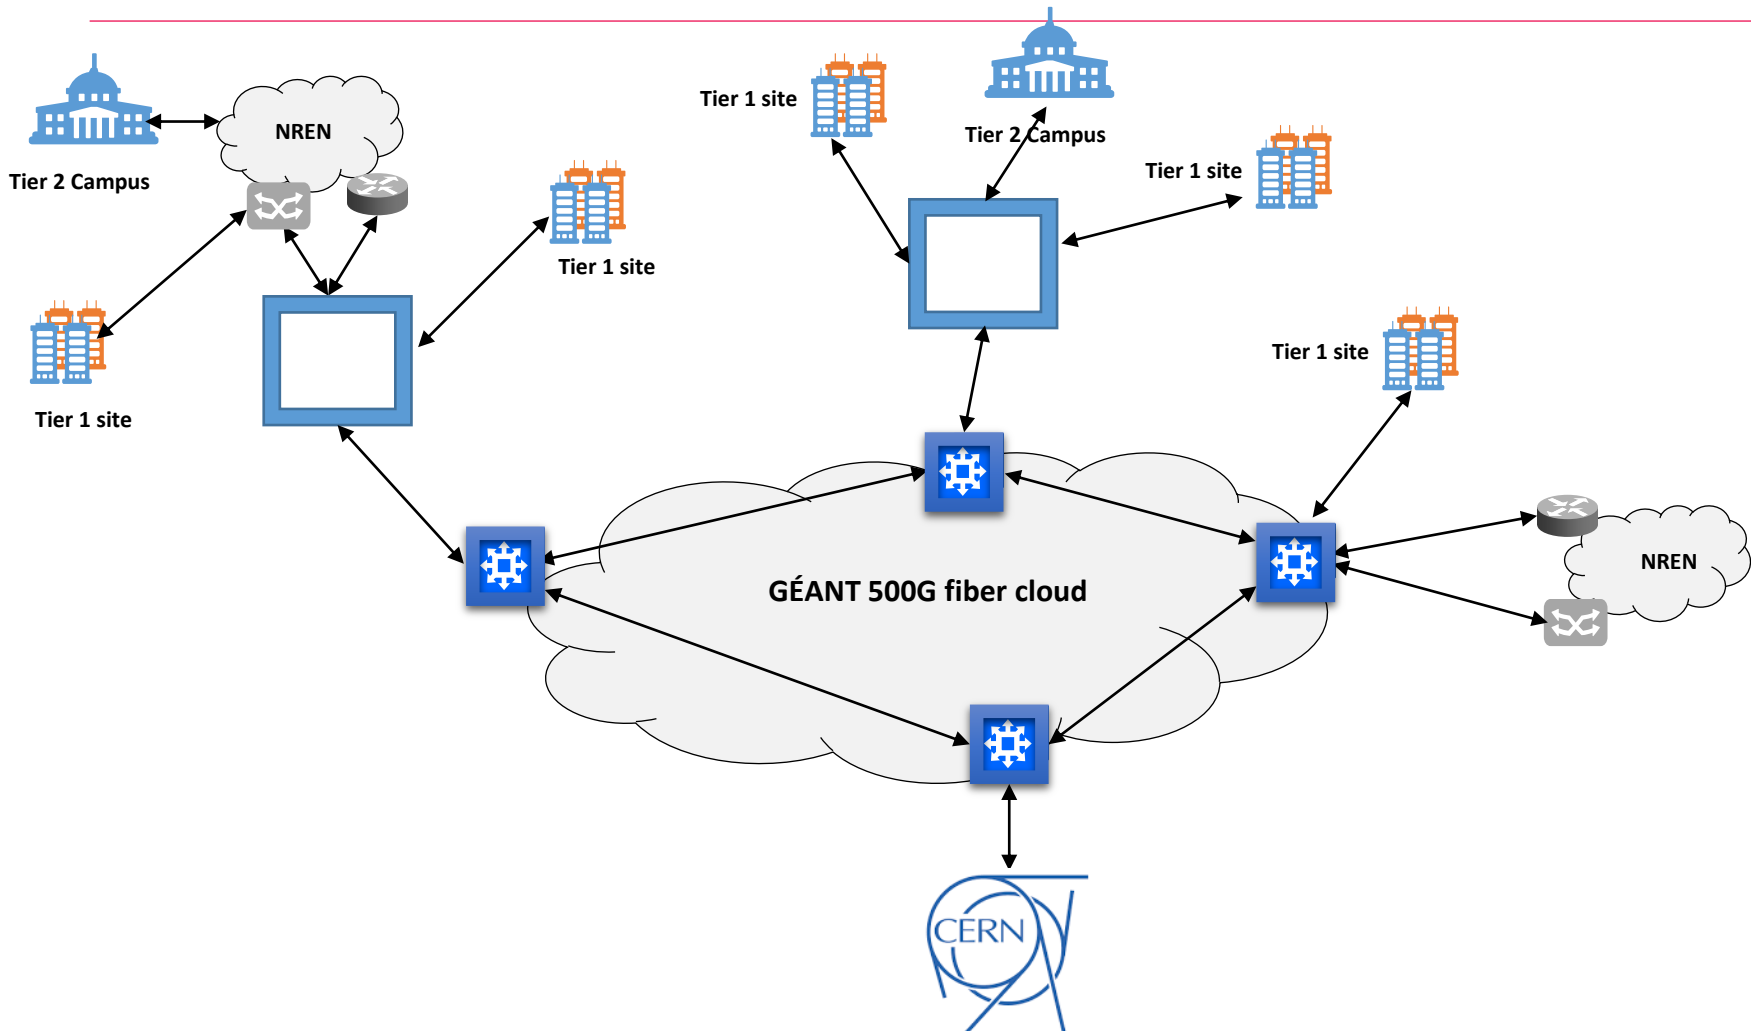 Tier 1 site
Tier 2 Campus
NREN
Tier 2 Campus
Tier 1 site
Tier 1 site
Tier 1 site
Tier 1 site
NREN
GÉANT 500G fiber cloud
CERN